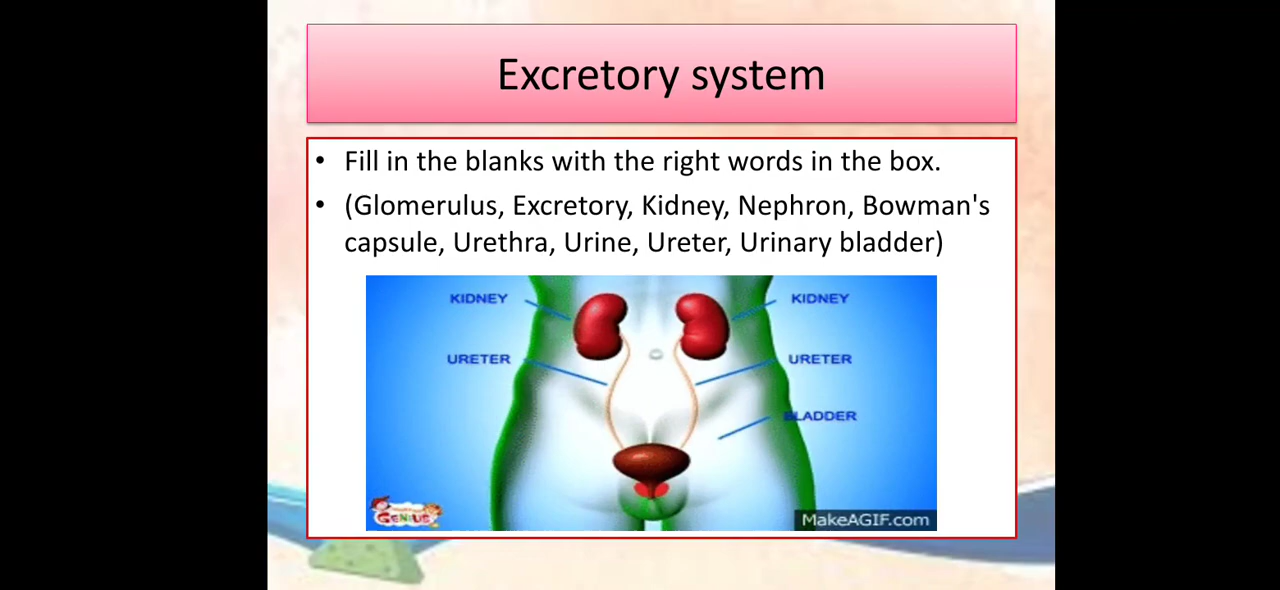 Excretory system
• Fill in the blanks with the right words in the box.
• (Glomerulus, Excretory, Kidney, Nephron, Bowman's
capsule, Urethra, Urine, Ureter, Urinary bladder)
KIDNEY
KIDNEY
URETER
URETER
BLADDER
GENIUS
MakeAGIF.com